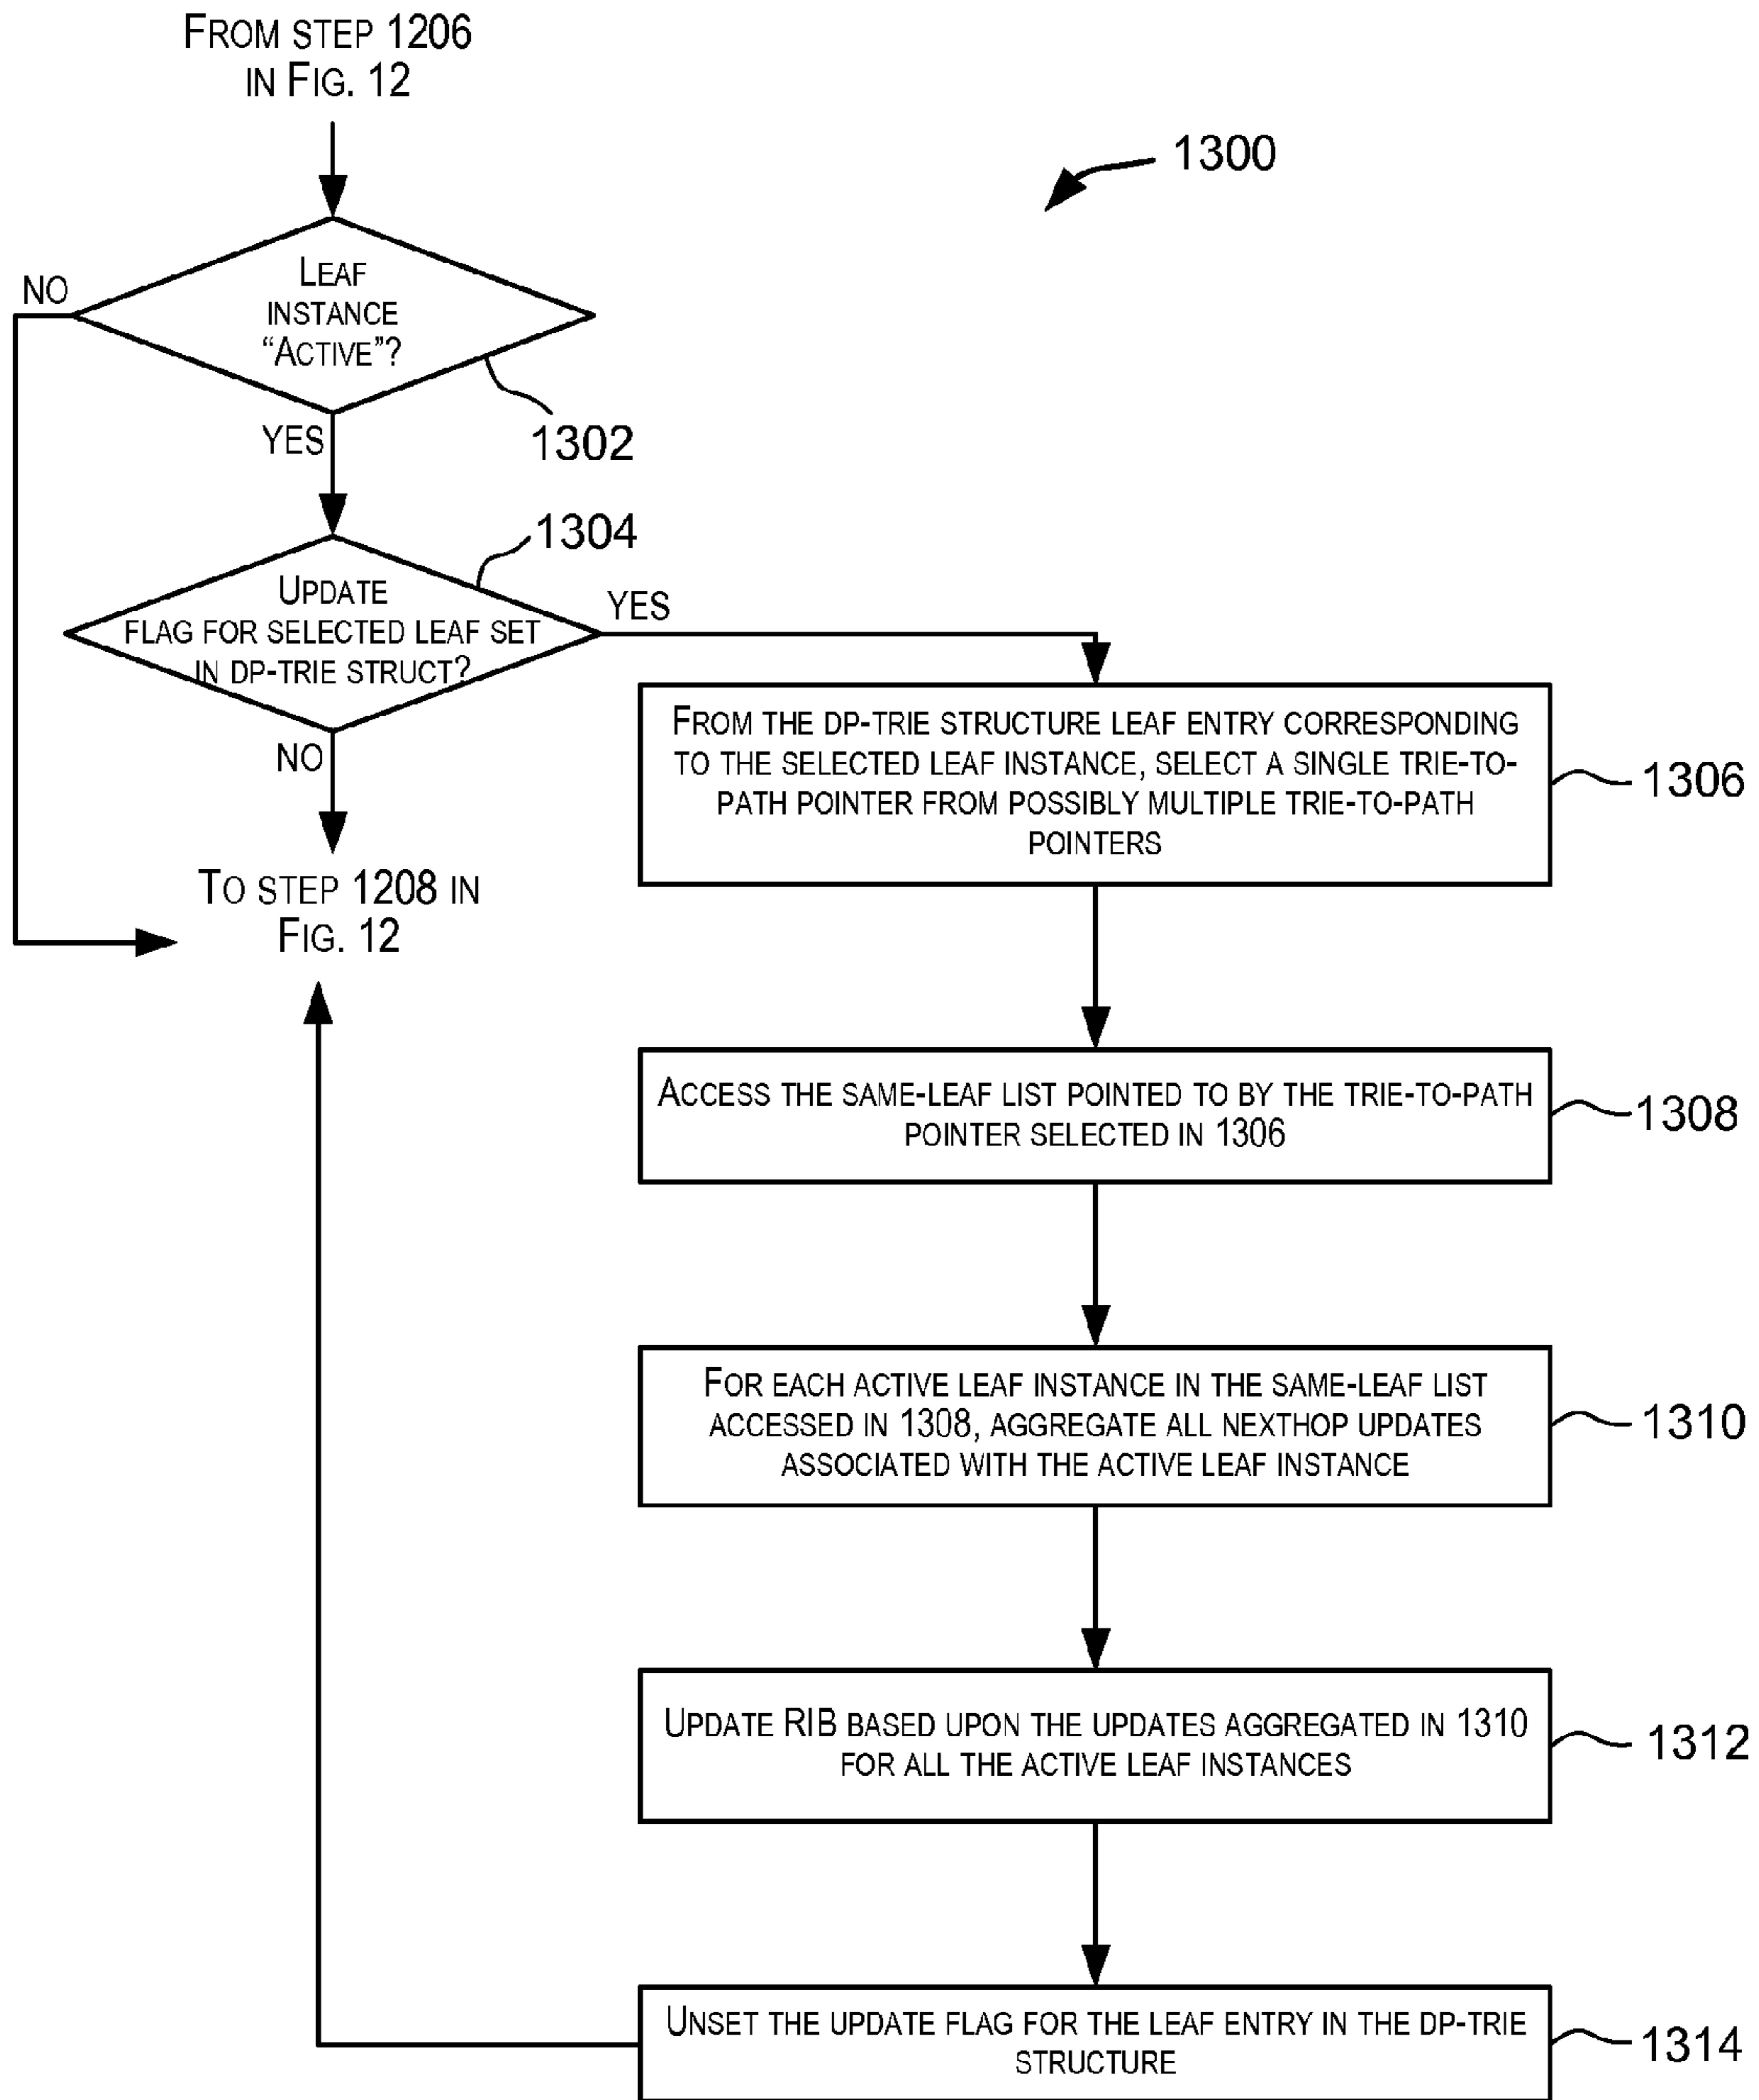 FROM STEP 1206
IN FIG. 12
1300
LEAF
INSTANCE
“ACTIVE”?
NO
1302
YES
1304
UPDATE
FLAG FOR SELECTED LEAF SET
IN DP-TRIE STRUCT?
YES
NO
TO STEP 1208 IN
FIG. 12
FROM THE DP-TRIE STRUCTURE LEAF ENTRY CORRESPONDING
TO THE SELECTED LEAF INSTANCE, SELECT A SINGLE TRIE-TO-
PATH POINTER FROM POSSIBLY MULTIPLE TRIE-TO-PATH
POINTERS
1306
ACCESS THE SAME-LEAF LIST POINTED TO BY THE TRIE-TO-PATH
POINTER SELECTED IN 1306
1308
FOR EACH ACTIVE LEAF INSTANCE IN THE SAME-LEAF LIST
ACCESSED IN 1308, AGGREGATE ALL NEXTHOP UPDATES
ASSOCIATED WITH THE ACTIVE LEAF INSTANCE
1310
UPDATE RIB BASED UPON THE UPDATES AGGREGATED IN 1310
FOR ALL THE ACTIVE LEAF INSTANCES
1312
UNSET THE UPDATE FLAG FOR THE LEAF ENTRY IN THE DP-TRIE
STRUCTURE
1314